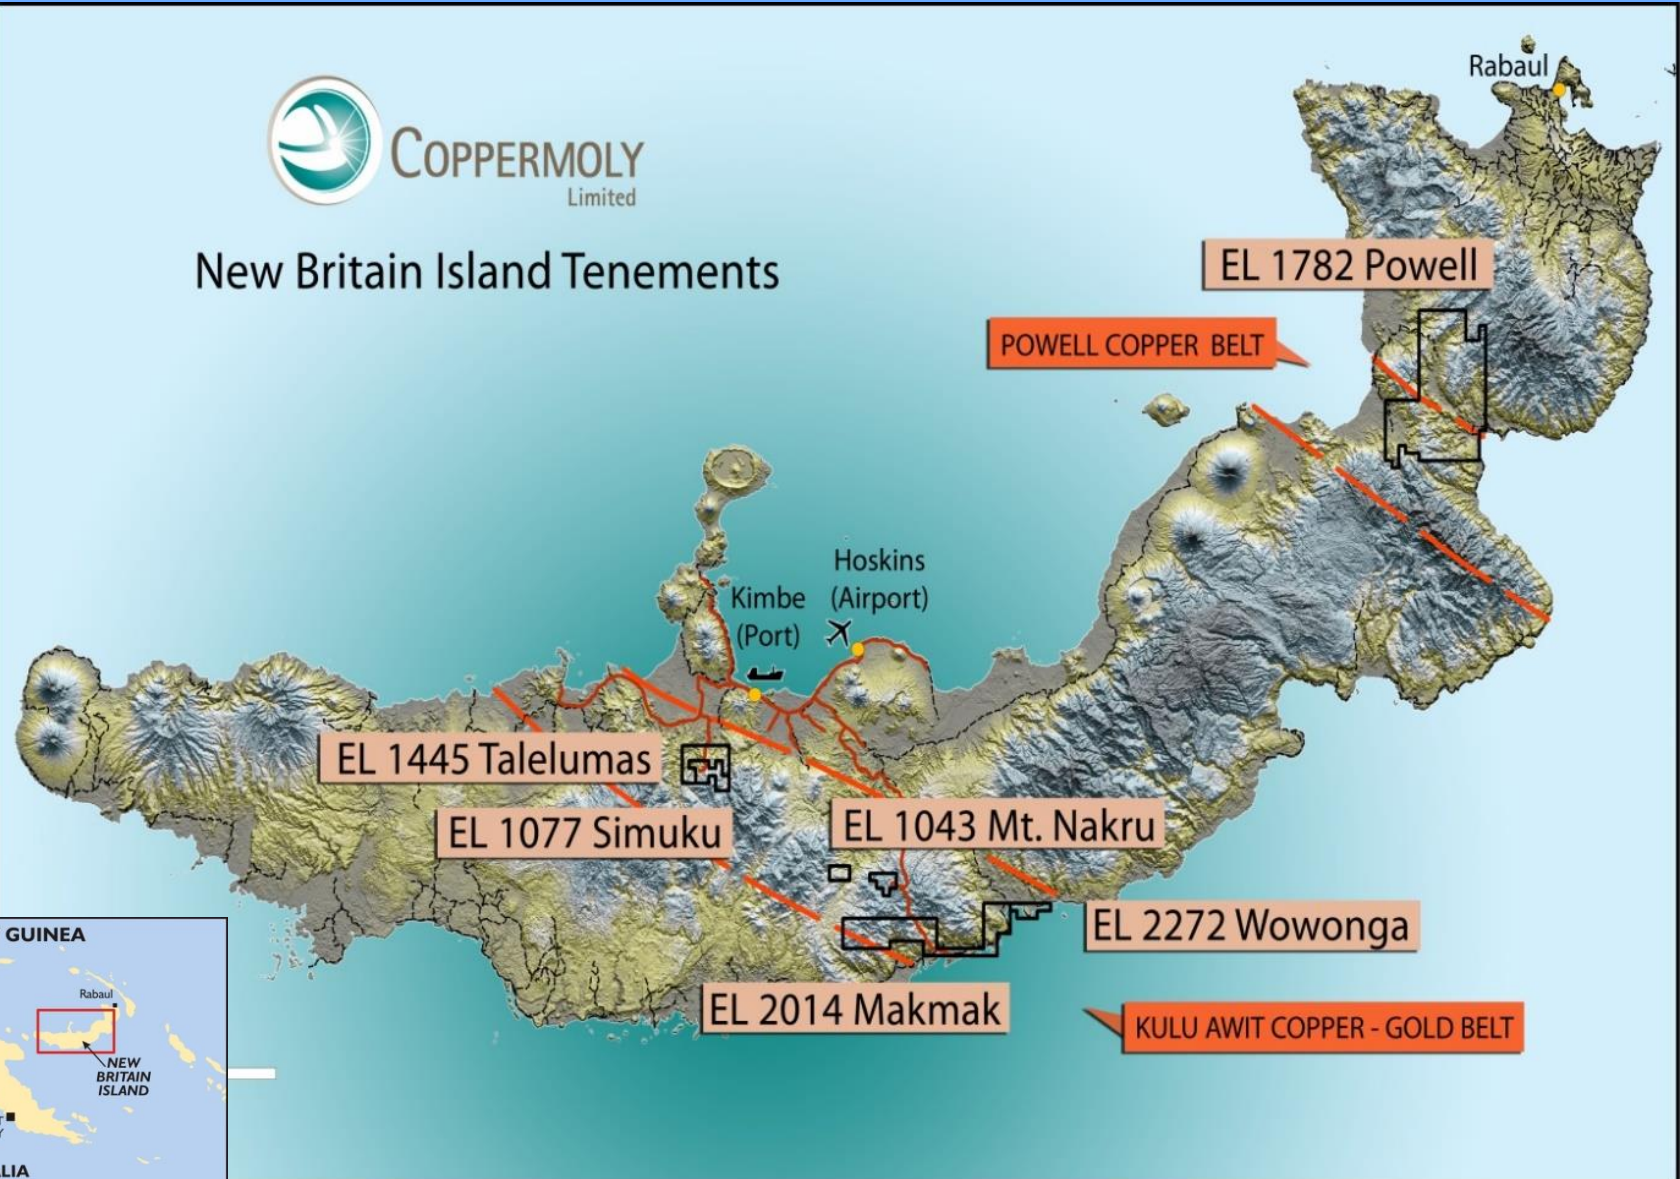 Rabaul
COPPERMOLY
Limited
New Britain Island Tenements
EL 1782 Powell
POWELL COPPER BELT
Hoskins
(Airport)
Kimbe
(Port)
EL 1445 Talelumas
EL 1077 Simuku
EL 1043 Mt. Nakru
EL 2272 Wowonga
EL 2014 Makmak
KULU AWIT COPPER - GOLD BELT
GUINEA
Rabaul
NEW
BRITAIN
ISLAND
LIA